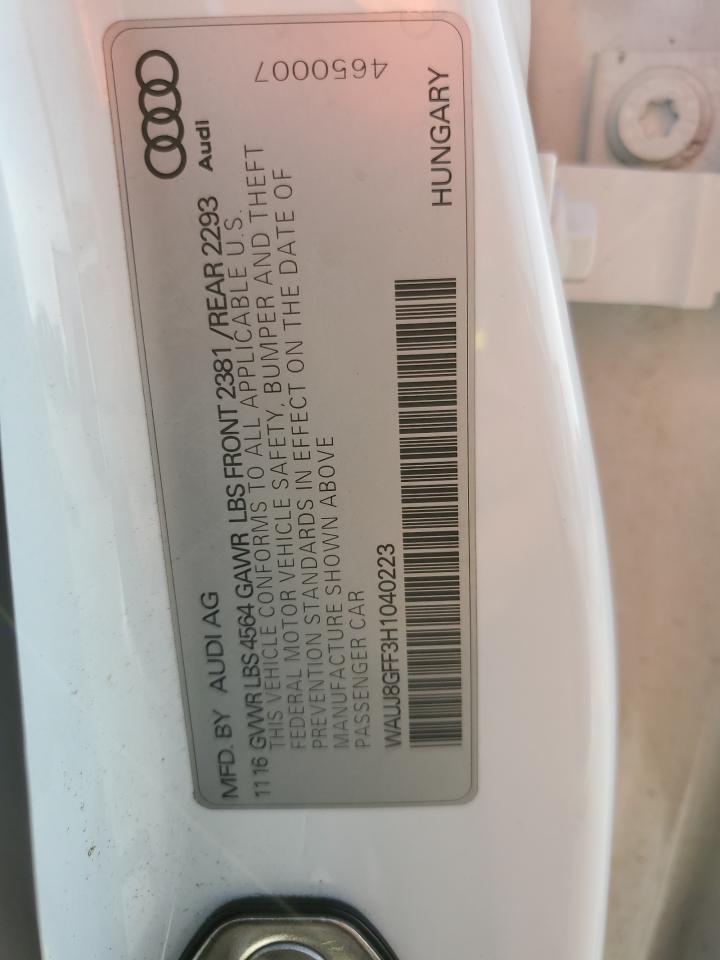 MFD. BY AUDI AG
Audi
11 16 GVWR LBS 4564 GAWR LBS FRONT 2381 /REAR 2293
THIS VEHICLE CONFORMS TO ALL APPLICABLE U.S.
FEDERAL MOTOR VEHICLE SAFETY, BUMPER AND THEFT
PREVENTION STANDARDS IN EFFECT ON THE DATE OF
MANUFACTURE SHOWN ABOVE
PASSENGER CAR
WAUJ8GFF3H1040223
4650007
HUNGARY